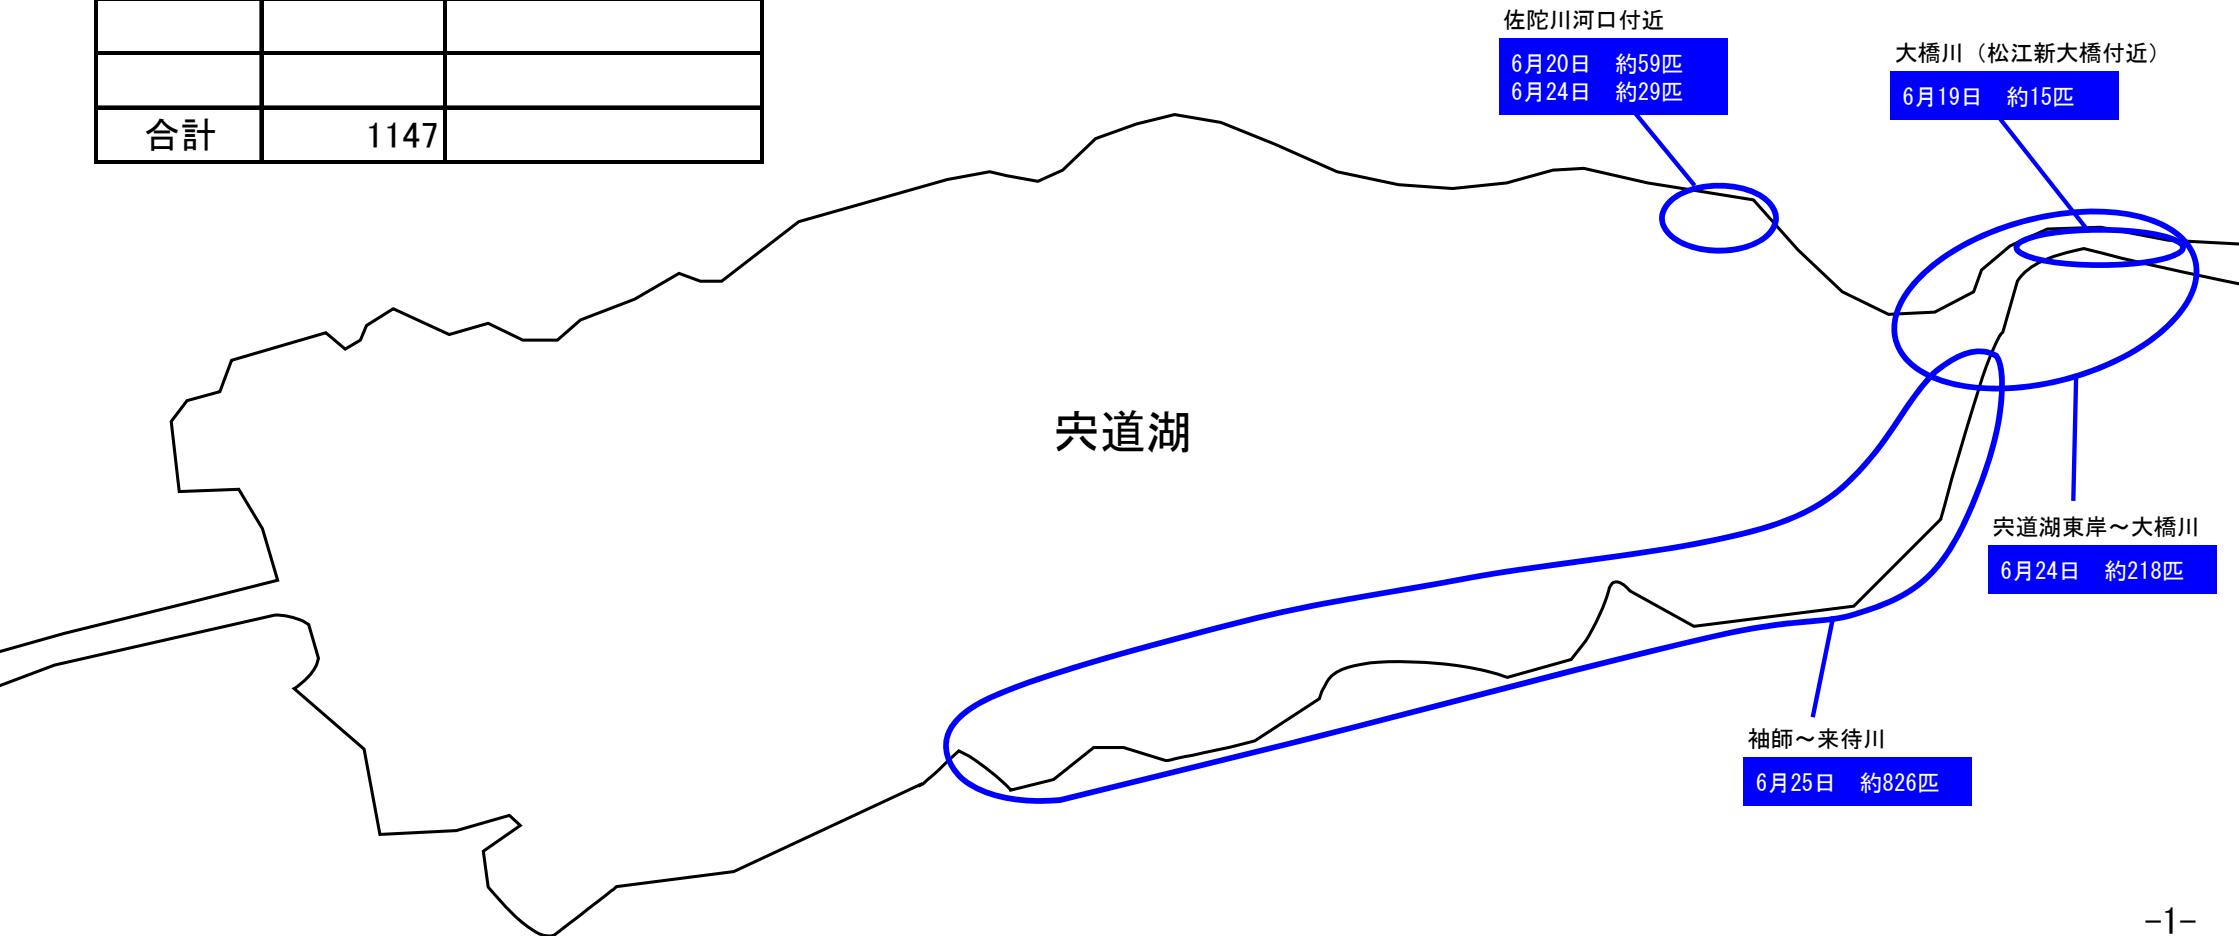 佐陀川河口付近
6月20日　約59匹
6月24日　約29匹
大橋川（松江新大橋付近）
6月19日　約15匹
合計　1147
宍道湖
宍道湖東岸～大橋川
6月24日　約218匹
袖師～来待川
6月25日　約826匹
-1-